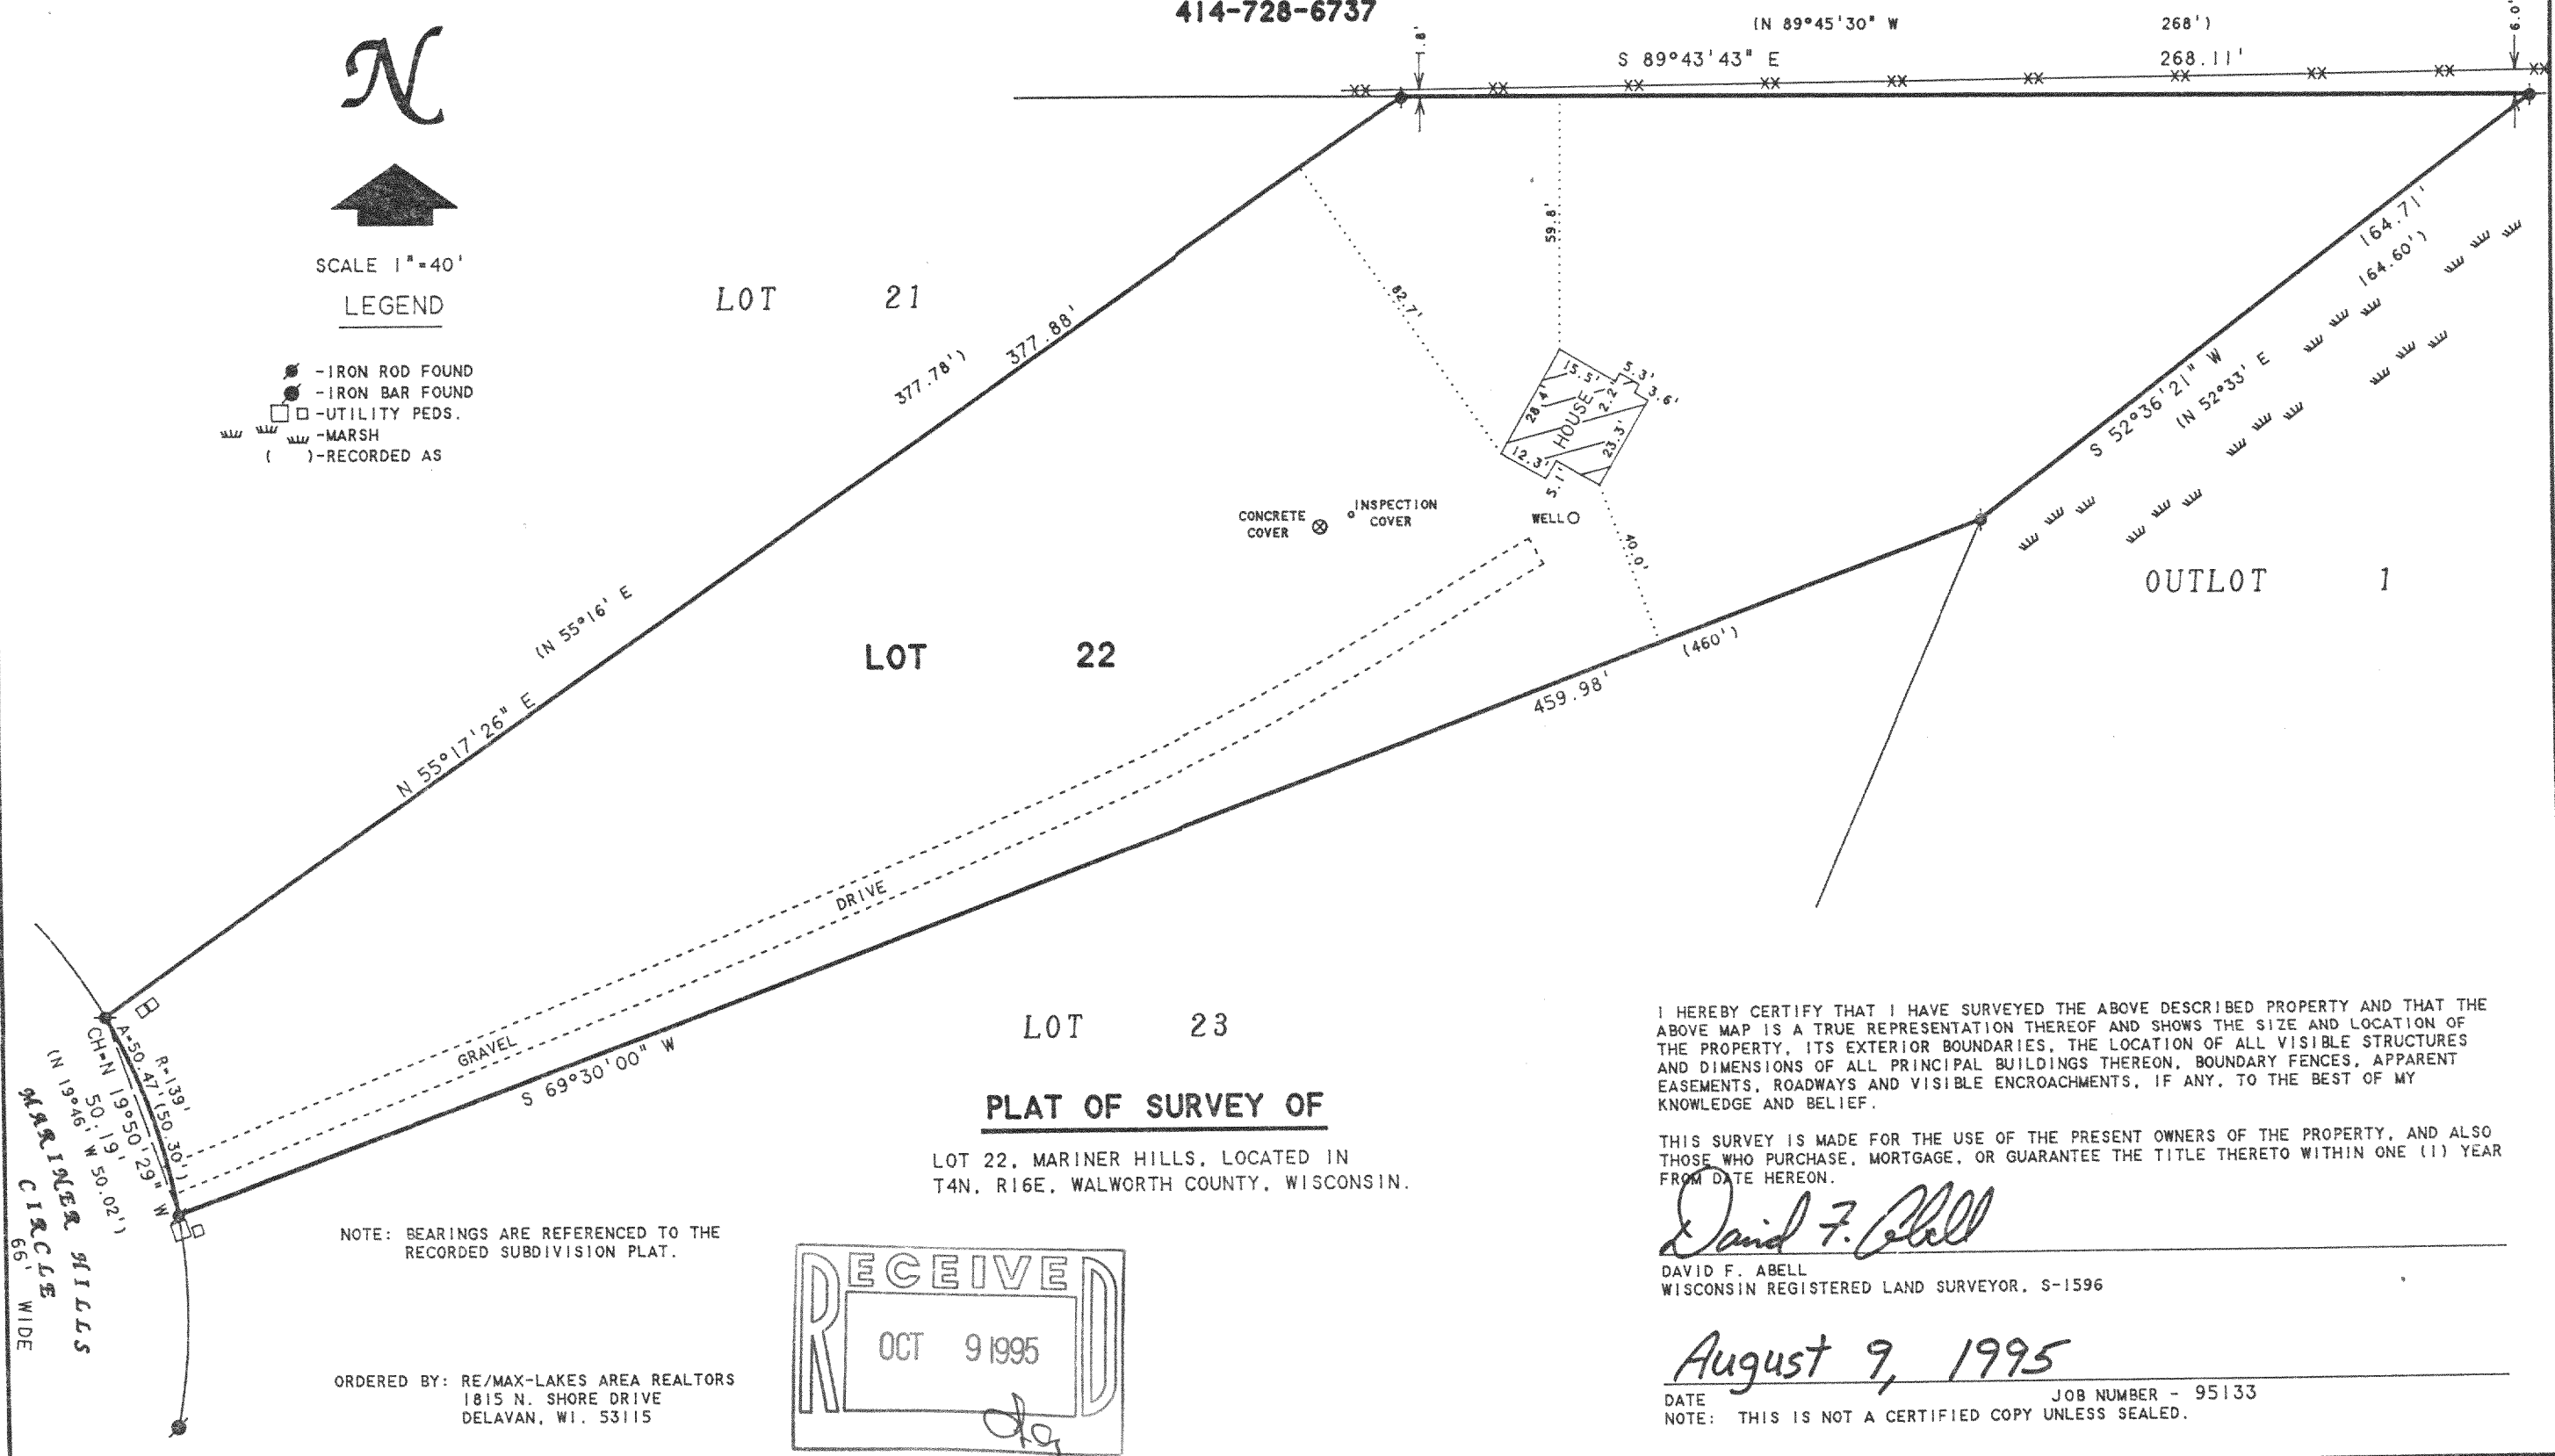 414-728-6737
(N 89°45'30" W 268')
S 89°43'43" E 268.11'
1.8'
6.0'
N
SCALE 1"=40'
LEGEND
-IRON ROD FOUND
-IRON BAR FOUND
-UTILITY PEDS.
-MARSH
( )-RECORDED AS
LOT 21
377.78') 377.88'
(N 55°16' E
N 55°17'26" E
82.7'
59.8'
15.5'
5.3'
2.2'
3.6'
28.4'
HOUSE
23.3'
12.3'
5.1'
40.0'
CONCRETE
COVER
INSPECTION
COVER
WELL
164.71'
164.60')
S 52°36'21" W
(N 52°33' E
OUTLOT 1
LOT 22
(460')
459.98'
S 69°30'00" W
GRAVEL DRIVE
LOT 23
R=139'
A=50.47' (50.30')
CH=N 19°50'29" W
50.19'
(N 19°46' W 50.02')
MARINER HILLS
CIRCLE
66' WIDE
PLAT OF SURVEY OF
LOT 22, MARINER HILLS, LOCATED IN
T4N, R16E, WALWORTH COUNTY, WISCONSIN.
NOTE: BEARINGS ARE REFERENCED TO THE
RECORDED SUBDIVISION PLAT.
ORDERED BY: RE/MAX-LAKES AREA REALTORS
1815 N. SHORE DRIVE
DELAVAN, WI. 53115
RECEIVED
OCT 9 1995
I HEREBY CERTIFY THAT I HAVE SURVEYED THE ABOVE DESCRIBED PROPERTY AND THAT THE
ABOVE MAP IS A TRUE REPRESENTATION THEREOF AND SHOWS THE SIZE AND LOCATION OF
THE PROPERTY, ITS EXTERIOR BOUNDARIES, THE LOCATION OF ALL VISIBLE STRUCTURES
AND DIMENSIONS OF ALL PRINCIPAL BUILDINGS THEREON, BOUNDARY FENCES, APPARENT
EASEMENTS, ROADWAYS AND VISIBLE ENCROACHMENTS, IF ANY, TO THE BEST OF MY
KNOWLEDGE AND BELIEF.
THIS SURVEY IS MADE FOR THE USE OF THE PRESENT OWNERS OF THE PROPERTY, AND ALSO
THOSE WHO PURCHASE, MORTGAGE, OR GUARANTEE THE TITLE THERETO WITHIN ONE (1) YEAR
FROM DATE HEREON.
David F. Abell
DAVID F. ABELL
WISCONSIN REGISTERED LAND SURVEYOR, S-1596
August 9, 1995
DATE JOB NUMBER - 95133
NOTE: THIS IS NOT A CERTIFIED COPY UNLESS SEALED.